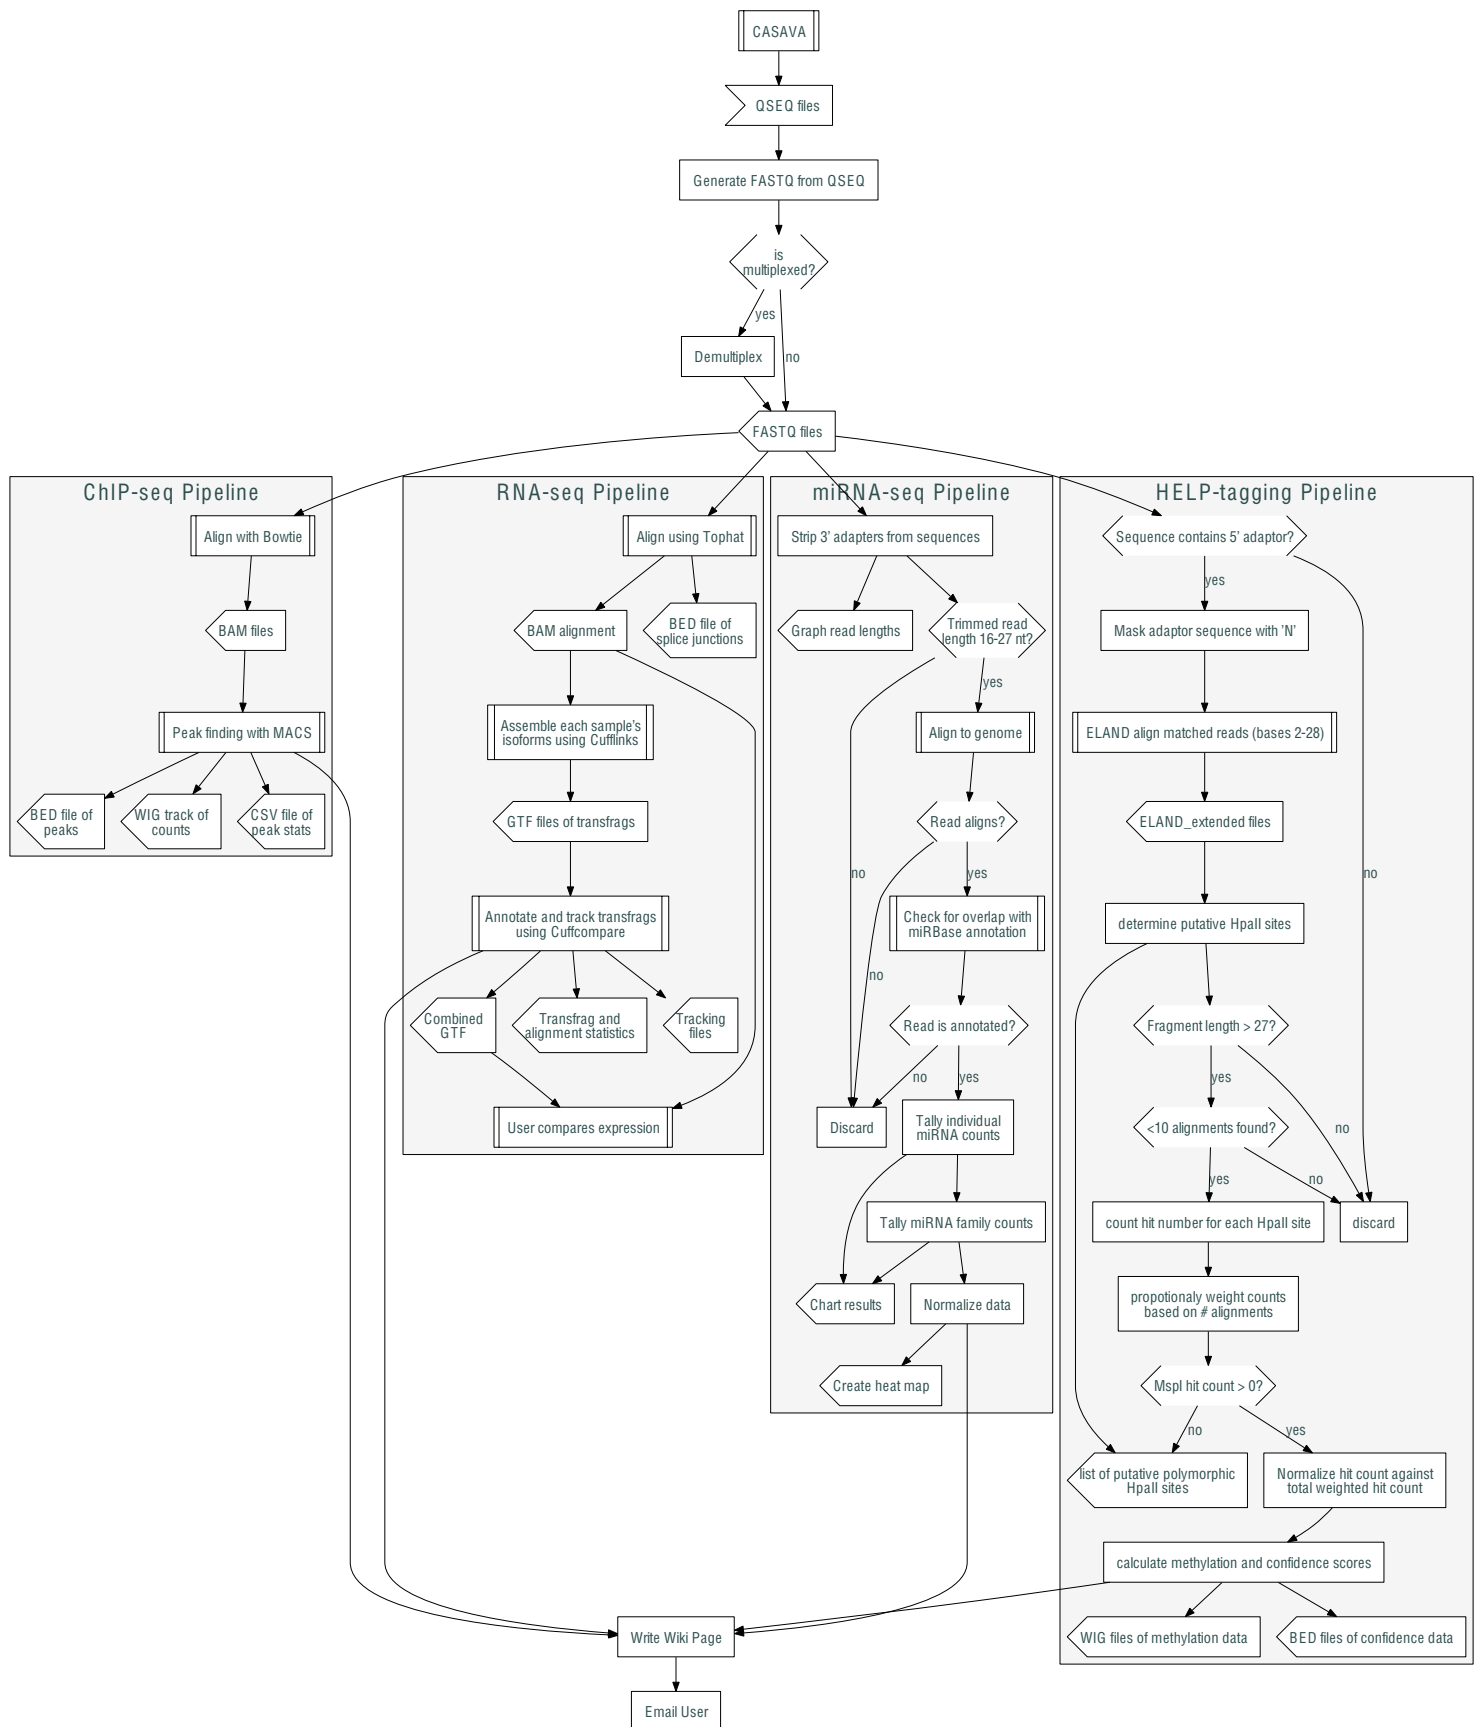 CASAVA
QSEQ files
Generate FASTQ from QSEQ
is
multiplexed?
yes
Demultiplex
no
FASTQ files
ChIP-seq Pipeline
Align with Bowtie
BAM files
Peak finding with MACS
BED file of
peaks
WIG track of
counts
CSV file of
peak stats
RNA-seq Pipeline
Align using Tophat
BAM alignment
BED file of
splice junctions
Assemble each sample's
isoforms using Cufflinks
GTF files of transfrags
Annotate and track transfrags
using Cuffcompare
Combined
GTF
Transfrag and
alignment statistics
Tracking
files
User compares expression
miRNA-seq Pipeline
Strip 3' adapters from sequences
Graph read lengths
Trimmed read
length 16-27 nt?
yes
Align to genome
Read aligns?
no
yes
Check for overlap with
miRBase annotation
no
Read is annotated?
no
yes
Discard
Tally individual
miRNA counts
Tally miRNA family counts
Chart results
Normalize data
Create heat map
HELP-tagging Pipeline
Sequence contains 5' adaptor?
yes
Mask adaptor sequence with 'N'
ELAND align matched reads (bases 2-28)
ELAND_extended files
no
determine putative HpaII sites
Fragment length > 27?
yes
<10 alignments found?
no
yes
no
count hit number for each HpaII site
discard
propotionaly weight counts
based on # alignments
MspI hit count > 0?
no
yes
list of putative polymorphic
HpaII sites
Normalize hit count against
total weighted hit count
calculate methylation and confidence scores
WIG files of methylation data
BED files of confidence data
Write Wiki Page
Email User